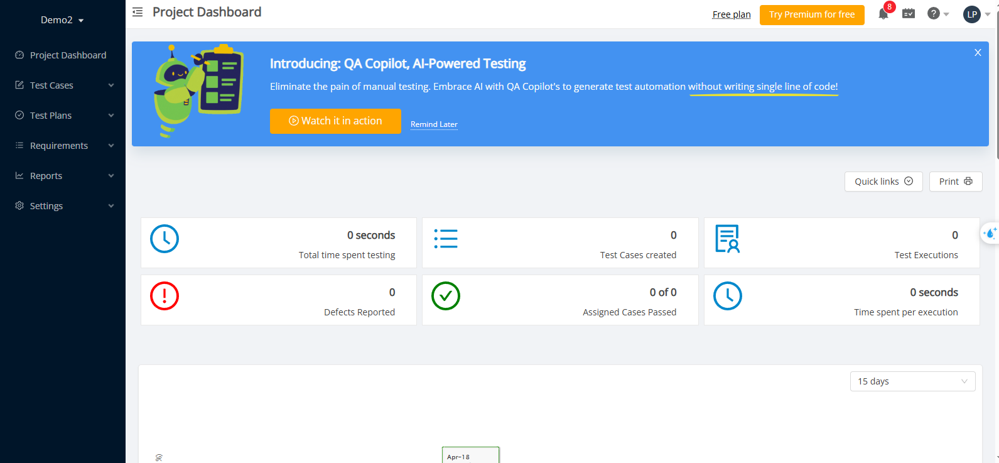 Demo2
Project Dashboard
Test Cases
Test Plans
Requirements
Reports
Settings
Project Dashboard
Free plan
Try Premium for free
8
LP
Introducing: QA Copilot, AI-Powered Testing
Eliminate the pain of manual testing. Embrace AI with QA Copilot's to generate test automation without writing single line of code!
Watch it in action
Remind Later
Quick links
Print
0 seconds
Total time spent testing
0
Test Cases created
0
Test Executions
0
Defects Reported
0 of 0
Assigned Cases Passed
0 seconds
Time spent per execution
15 days
Apr-18